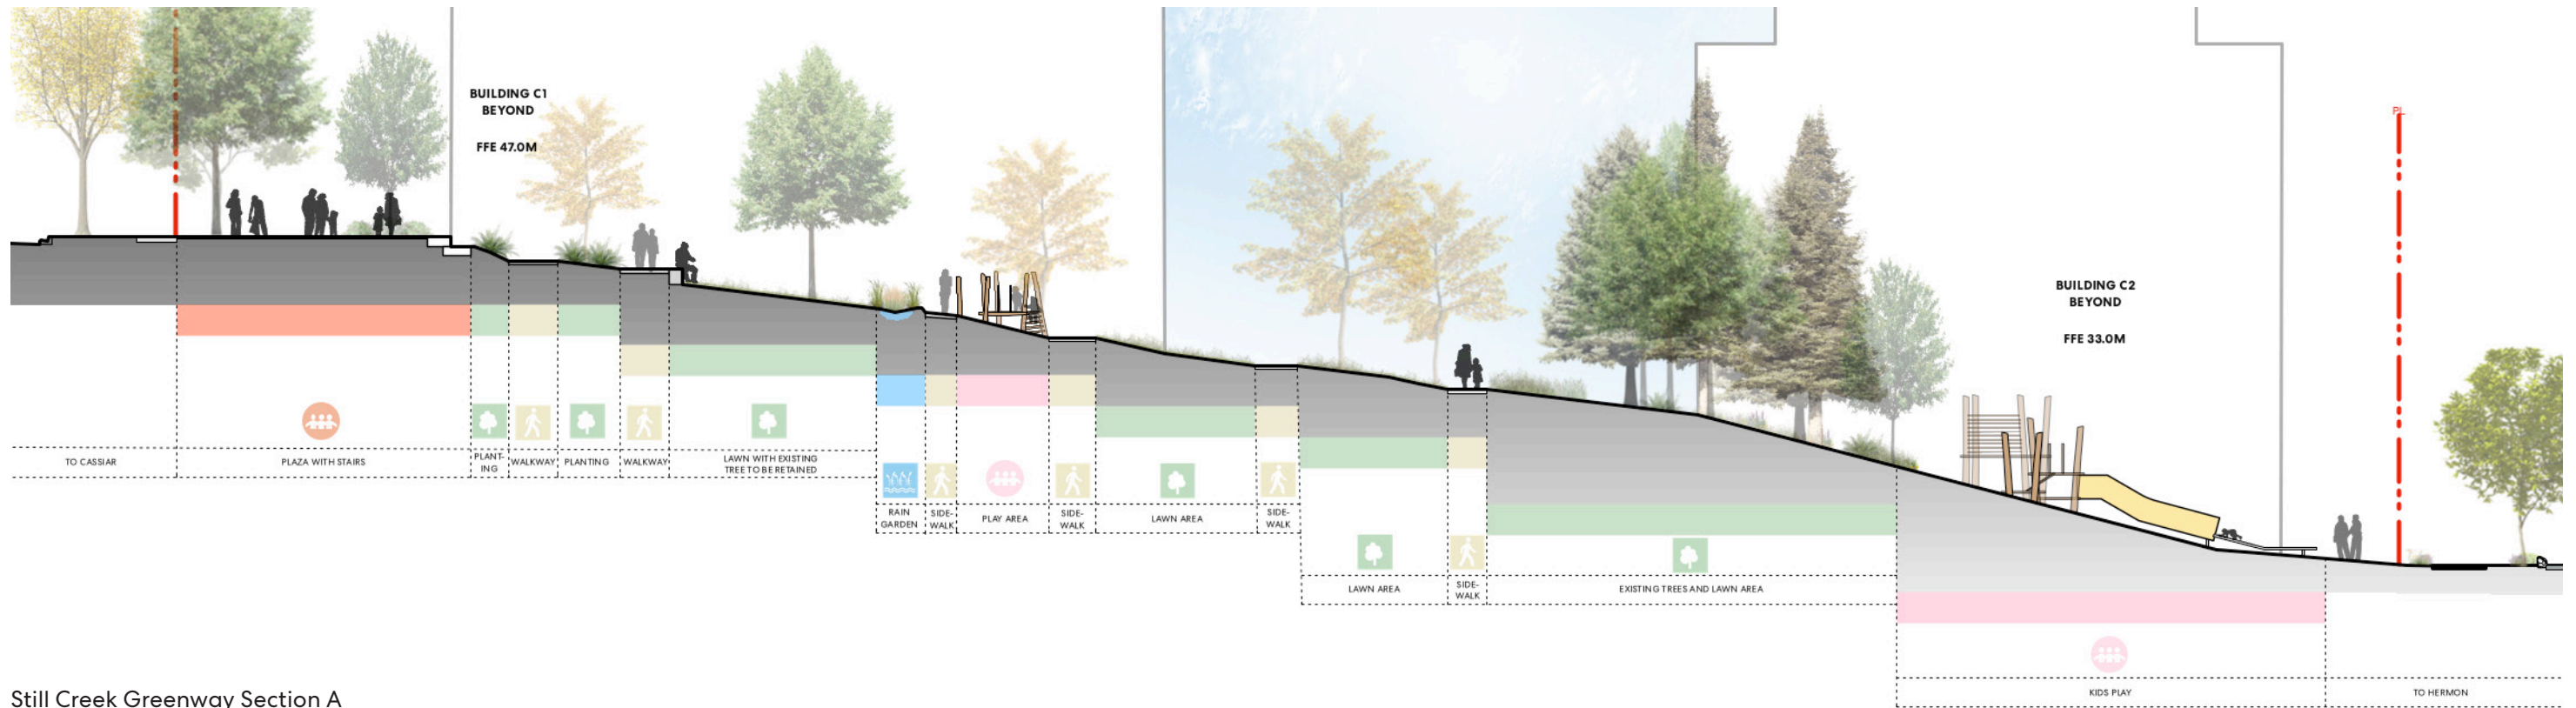 BUILDING C1
BEYOND
FFE 47.0M
PL
BUILDING C2
BEYOND
FFE 33.0M
TO CASSIAR
PLAZA WITH STAIRS
PLANT-
ING
WALKWAY
PLANTING
WALKWAY
LAWN WITH EXISTING
TREE TO BE RETAINED
RAIN
GARDEN
SIDE-
WALK
PLAY AREA
SIDE-
WALK
LAWN AREA
SIDE-
WALK
LAWN AREA
SIDE-
WALK
EXISTING TREES AND LAWN AREA
KIDS PLAY
TO HERMON
Still Creek Greenway Section A